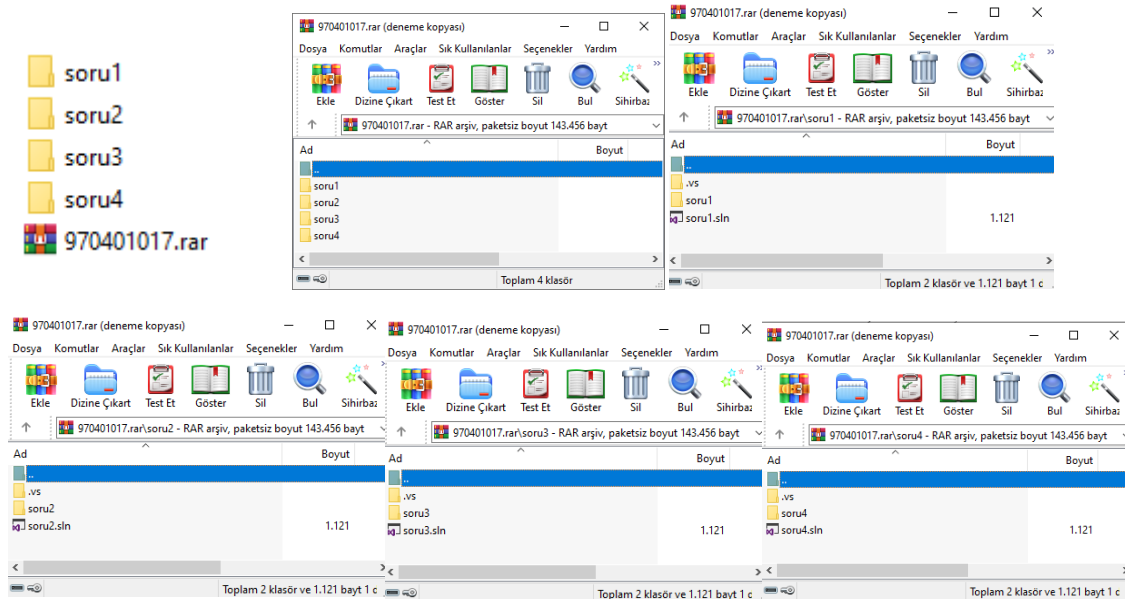 soru1
soru2
soru3
soru4
970401017.rar
970401017.rar (deneme kopyası)
Dosya Komutlar Araçlar Sık Kullanılanlar Seçenekler Yardım
Ekle Dizine Çıkart Test Et Göster Sil Bul Sihirbaz
970401017.rar - RAR arşiv, paketsiz boyut 143.456 bayt
Ad Boyut
..
soru1
soru2
soru3
soru4
Toplam 4 klasör
970401017.rar (deneme kopyası)
Dosya Komutlar Araçlar Sık Kullanılanlar Seçenekler Yardım
Ekle Dizine Çıkart Test Et Göster Sil Bul Sihirbaz
970401017.rar\soru1 - RAR arşiv, paketsiz boyut 143.456 bayt
Ad Boyut
..
.vs
soru1
soru1.sln 1.121
Toplam 2 klasör ve 1.121 bayt 1 d
970401017.rar (deneme kopyası)
Dosya Komutlar Araçlar Sık Kullanılanlar Seçenekler Yardım
Ekle Dizine Çıkart Test Et Göster Sil Bul Sihirbaz
970401017.rar\soru2 - RAR arşiv, paketsiz boyut 143.456 bayt
Ad Boyut
..
.vs
soru2
soru2.sln 1.121
Toplam 2 klasör ve 1.121 bayt 1 d
970401017.rar (deneme kopyası)
Dosya Komutlar Araçlar Sık Kullanılanlar Seçenekler Yardım
Ekle Dizine Çıkart Test Et Göster Sil Bul Sihirbaz
970401017.rar\soru3 - RAR arşiv, paketsiz boyut 143.456 bayt
Ad Boyut
..
.vs
soru3
soru3.sln 1.121
Toplam 2 klasör ve 1.121 bayt 1 d
970401017.rar (deneme kopyası)
Dosya Komutlar Araçlar Sık Kullanılanlar Seçenekler Yardım
Ekle Dizine Çıkart Test Et Göster Sil Bul Sihirbaz
970401017.rar\soru4 - RAR arşiv, paketsiz boyut 143.456 bayt
Ad Boyut
..
.vs
soru4
soru4.sln 1.121
Toplam 2 klasör ve 1.121 bayt 1 d